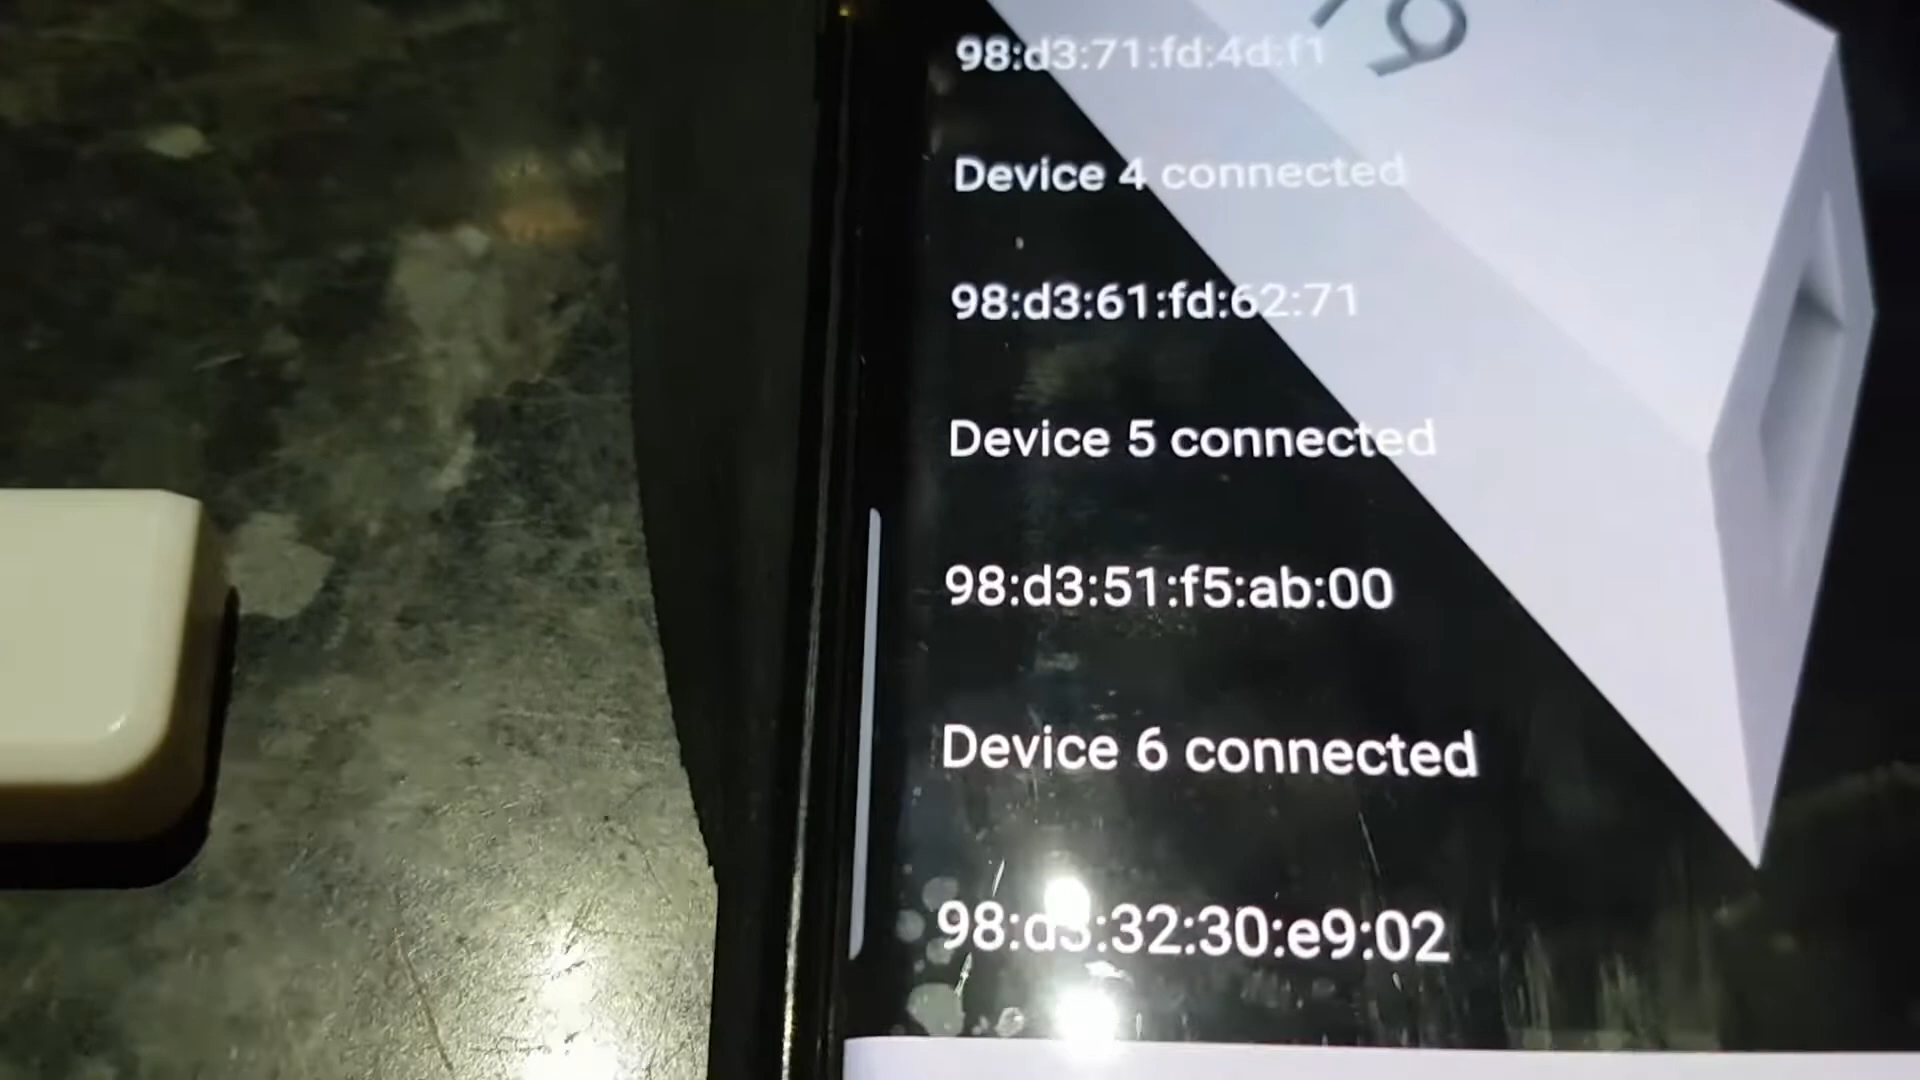 98:d3:71:fd:4d:f1
Device 4 connected
98:d3:61:fd:62:71
Device 5 connected
98:d3:51:f5:ab:00
Device 6 connected
98:d3:32:30:e9:02